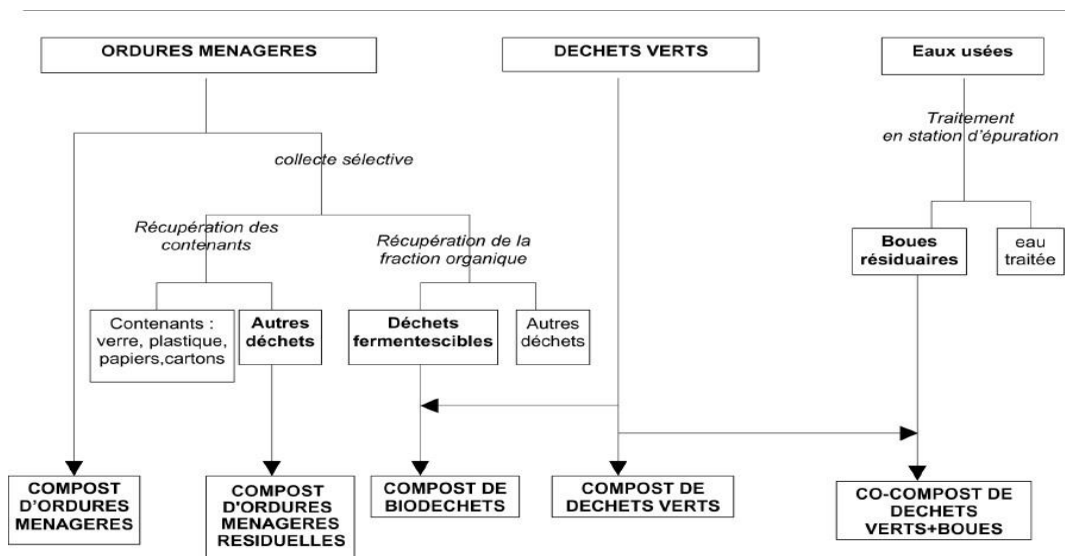 ORDURES MENAGERES
DECHETS VERTS
Eaux usées
Traitement
en station d'épuration
collecte sélective
Récupération des
contenants
Récupération de la
fraction organique
Boues
résiduaires
eau
traitée
Contenants :
verre, plastique,
papiers,cartons
Autres
déchets
Déchets
fermentescibles
Autres
déchets
COMPOST
D'ORDURES
MENAGERES
COMPOST
D'ORDURES
MENAGERES
RESIDUELLES
COMPOST DE
BIODECHETS
COMPOST DE
DECHETS VERTS
CO-COMPOST DE
DECHETS
VERTS+BOUES